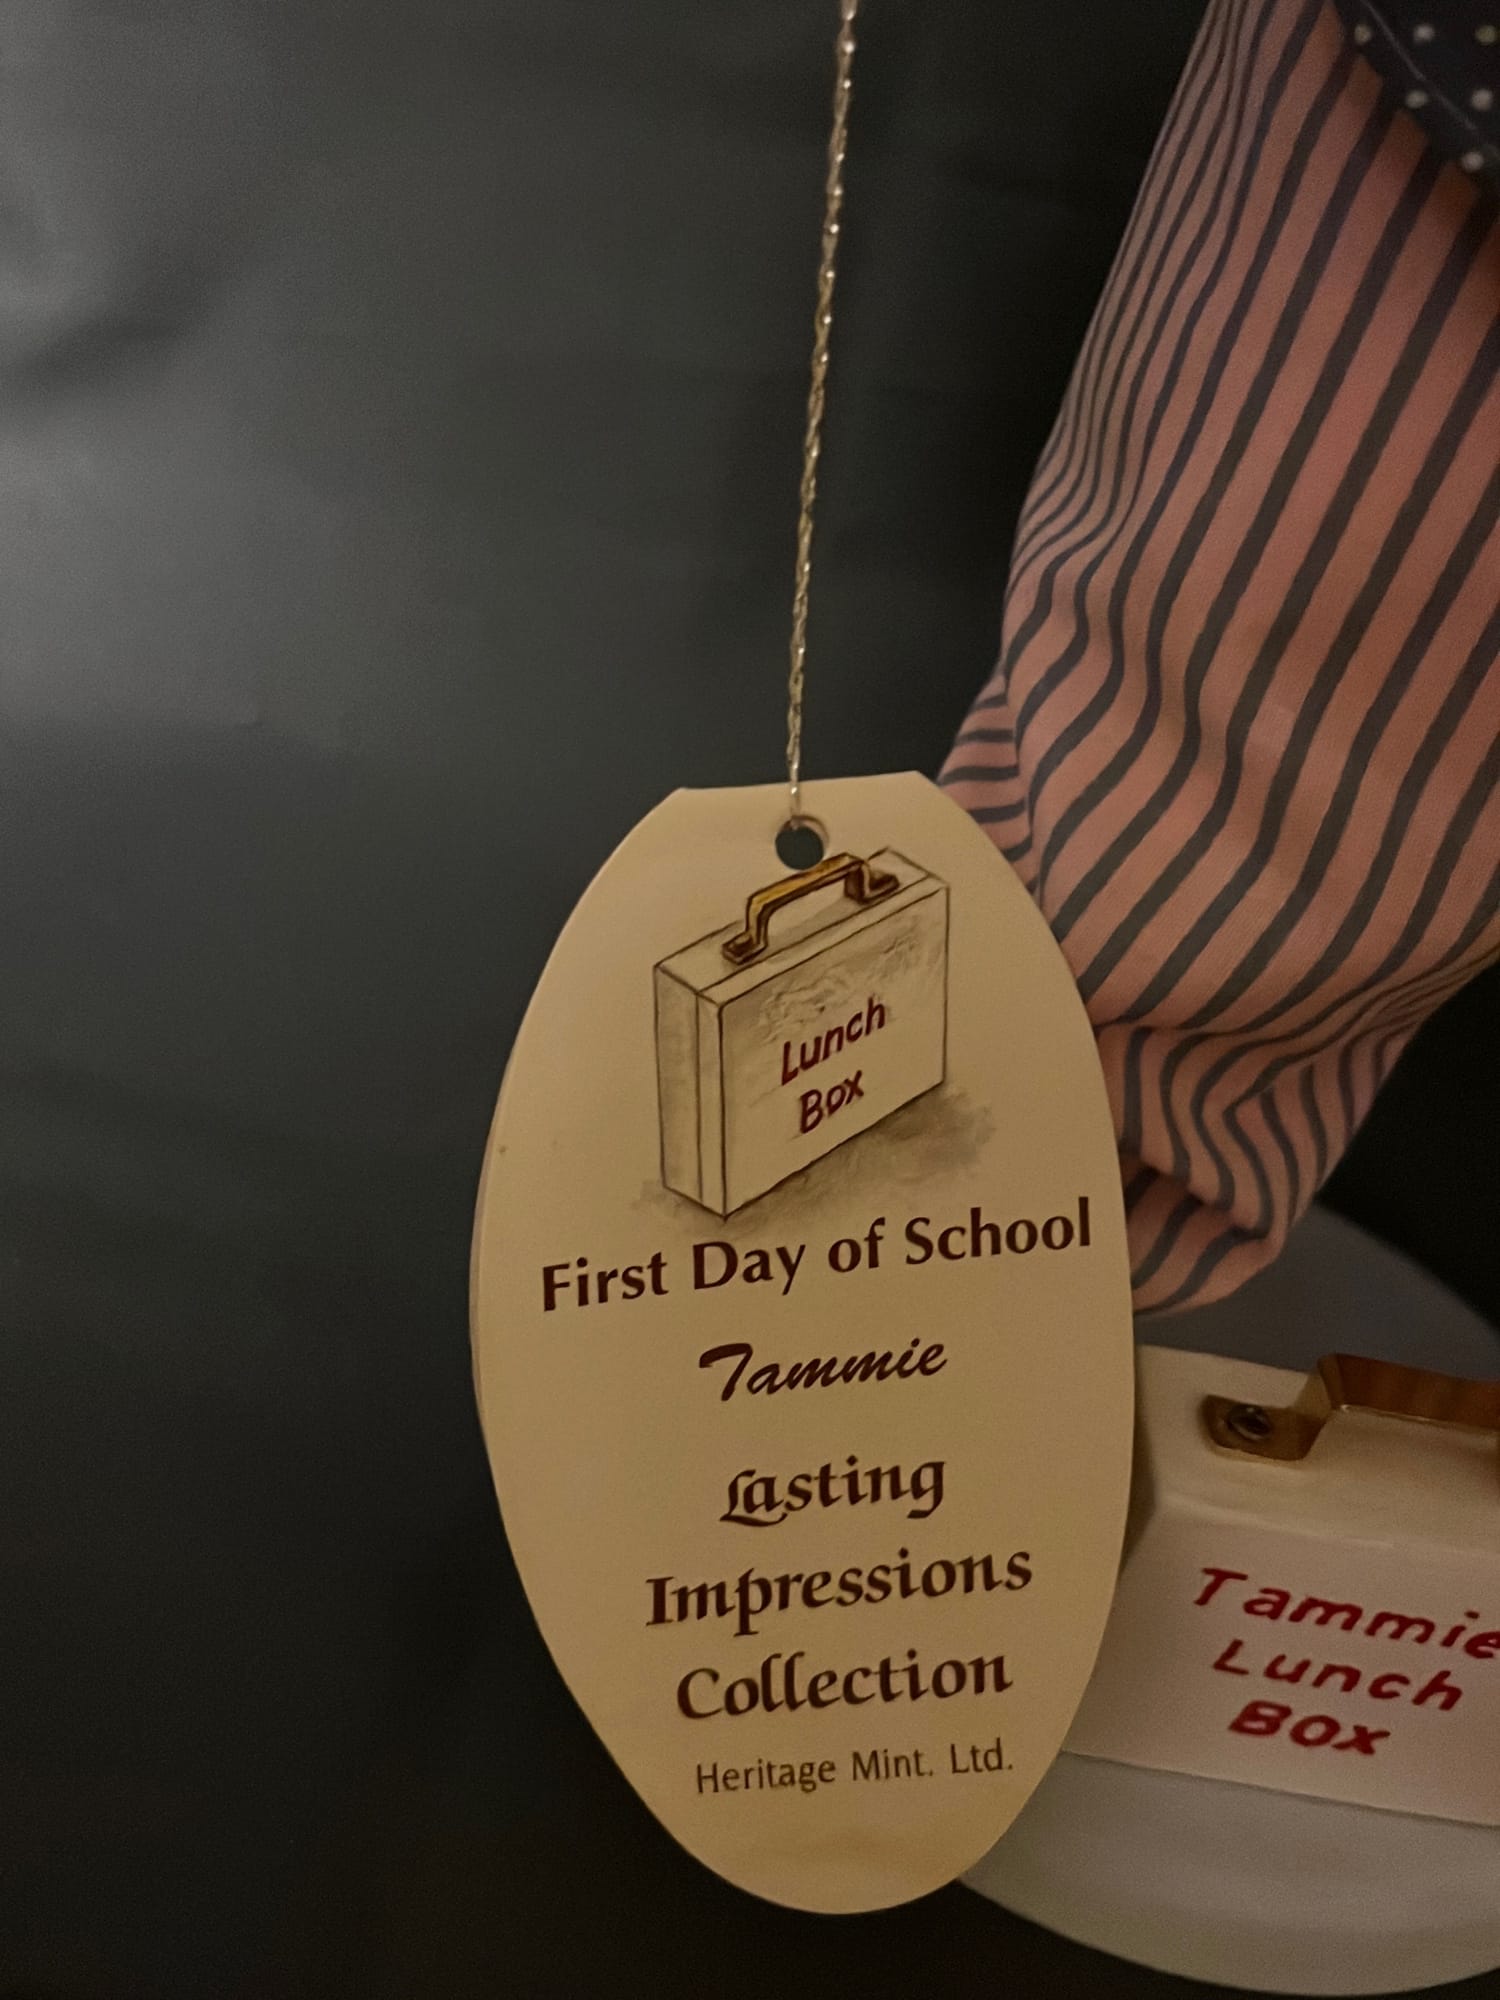 Lunch
Box
First Day of School
Tammie
Lasting
Impressions
Collection
Heritage Mint. Ltd.
Tammie
Lunch
Box